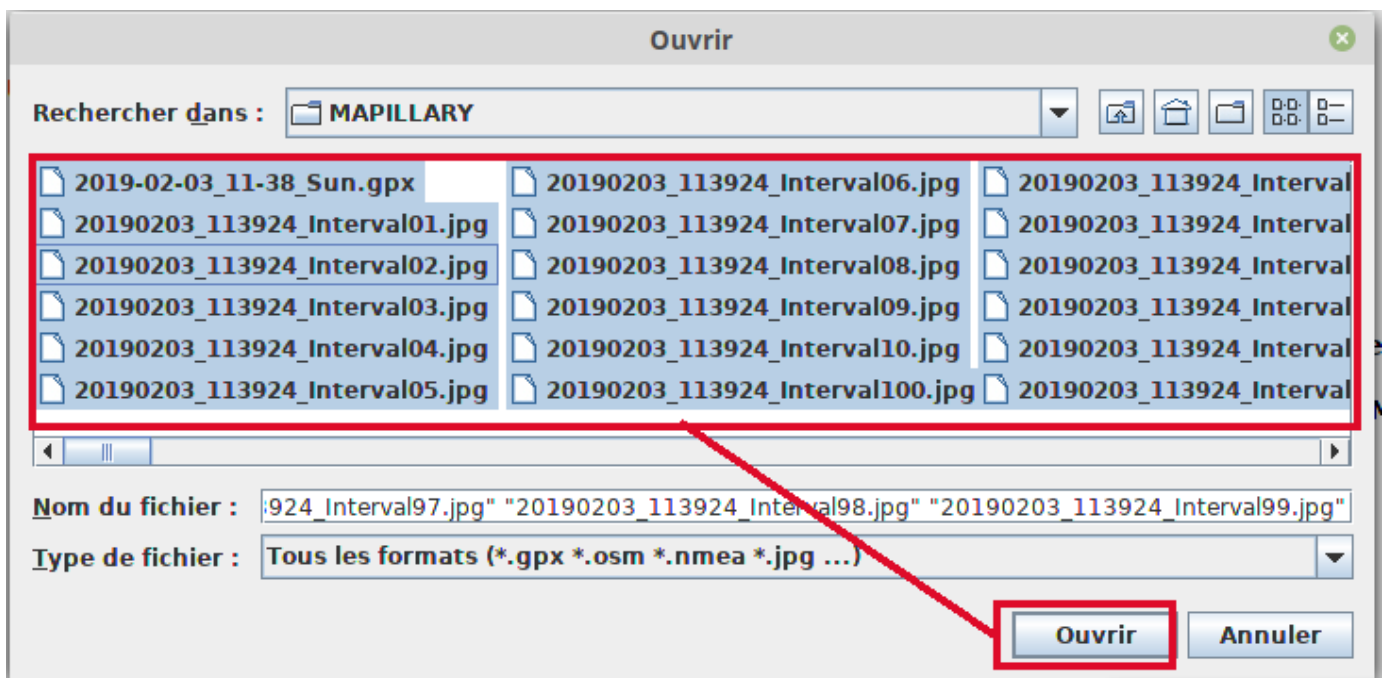 Ouvrir
Rechercher dans : MAPILLARY
2019-02-03_11-38_Sun.gpx 20190203_113924_Interval06.jpg 20190203_113924_Interval
20190203_113924_Interval01.jpg 20190203_113924_Interval07.jpg 20190203_113924_Interval
20190203_113924_Interval02.jpg 20190203_113924_Interval08.jpg 20190203_113924_Interval
20190203_113924_Interval03.jpg 20190203_113924_Interval09.jpg 20190203_113924_Interval
20190203_113924_Interval04.jpg 20190203_113924_Interval10.jpg 20190203_113924_Interval
20190203_113924_Interval05.jpg 20190203_113924_Interval100.jpg 20190203_113924_Interval
Nom du fichier : 924_Interval97.jpg" "20190203_113924_Interval98.jpg" "20190203_113924_Interval99.jpg"
Type de fichier : Tous les formats (*.gpx *.osm *.nmea *.jpg ...)
Ouvrir Annuler